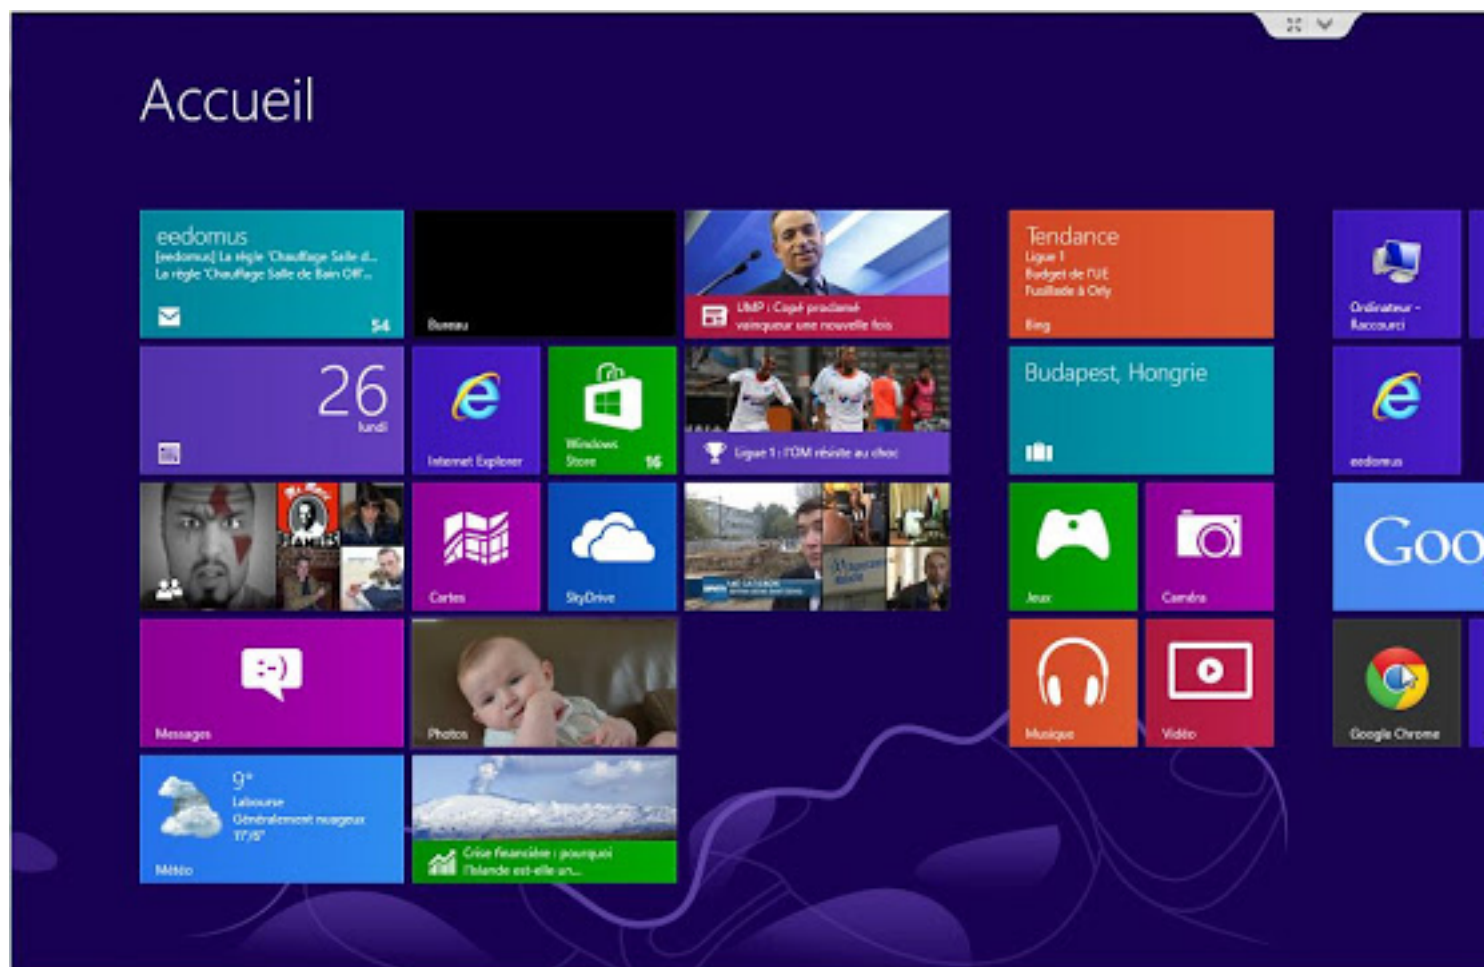 Accueil
eedomus
[eedomus] La règle 'Chauffage Salle d...
La règle 'Chauffage Salle de Bain Off'...
54
Bureau
UMP : Copé proclamé
vainqueur une nouvelle fois
Tendance
Ligue 1
Budget de l'UE
Fusillade à Orly
Bing
Ordinateur -
Raccourci
26
lundi
Internet Explorer
Windows
Store
16
Ligue 1 : l'OM résiste au choc
Budapest, Hongrie
eedomus
Cartes
SkyDrive
Jeux
Caméra
Goo
Messages
:-)
Photos
Musique
Vidéo
Google Chrome
9°
Labourse
Généralement nuageux
11°/6°
Météo
Crise financière : pourquoi
l'Islande est-elle un...